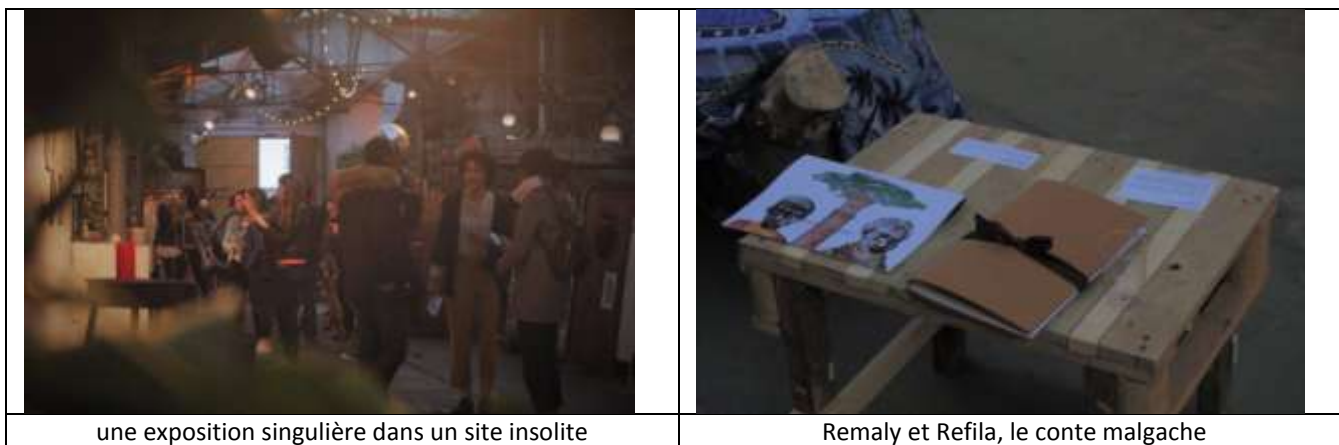 une exposition singulière dans un site insolite
Remaly et Refila, le conte malgache